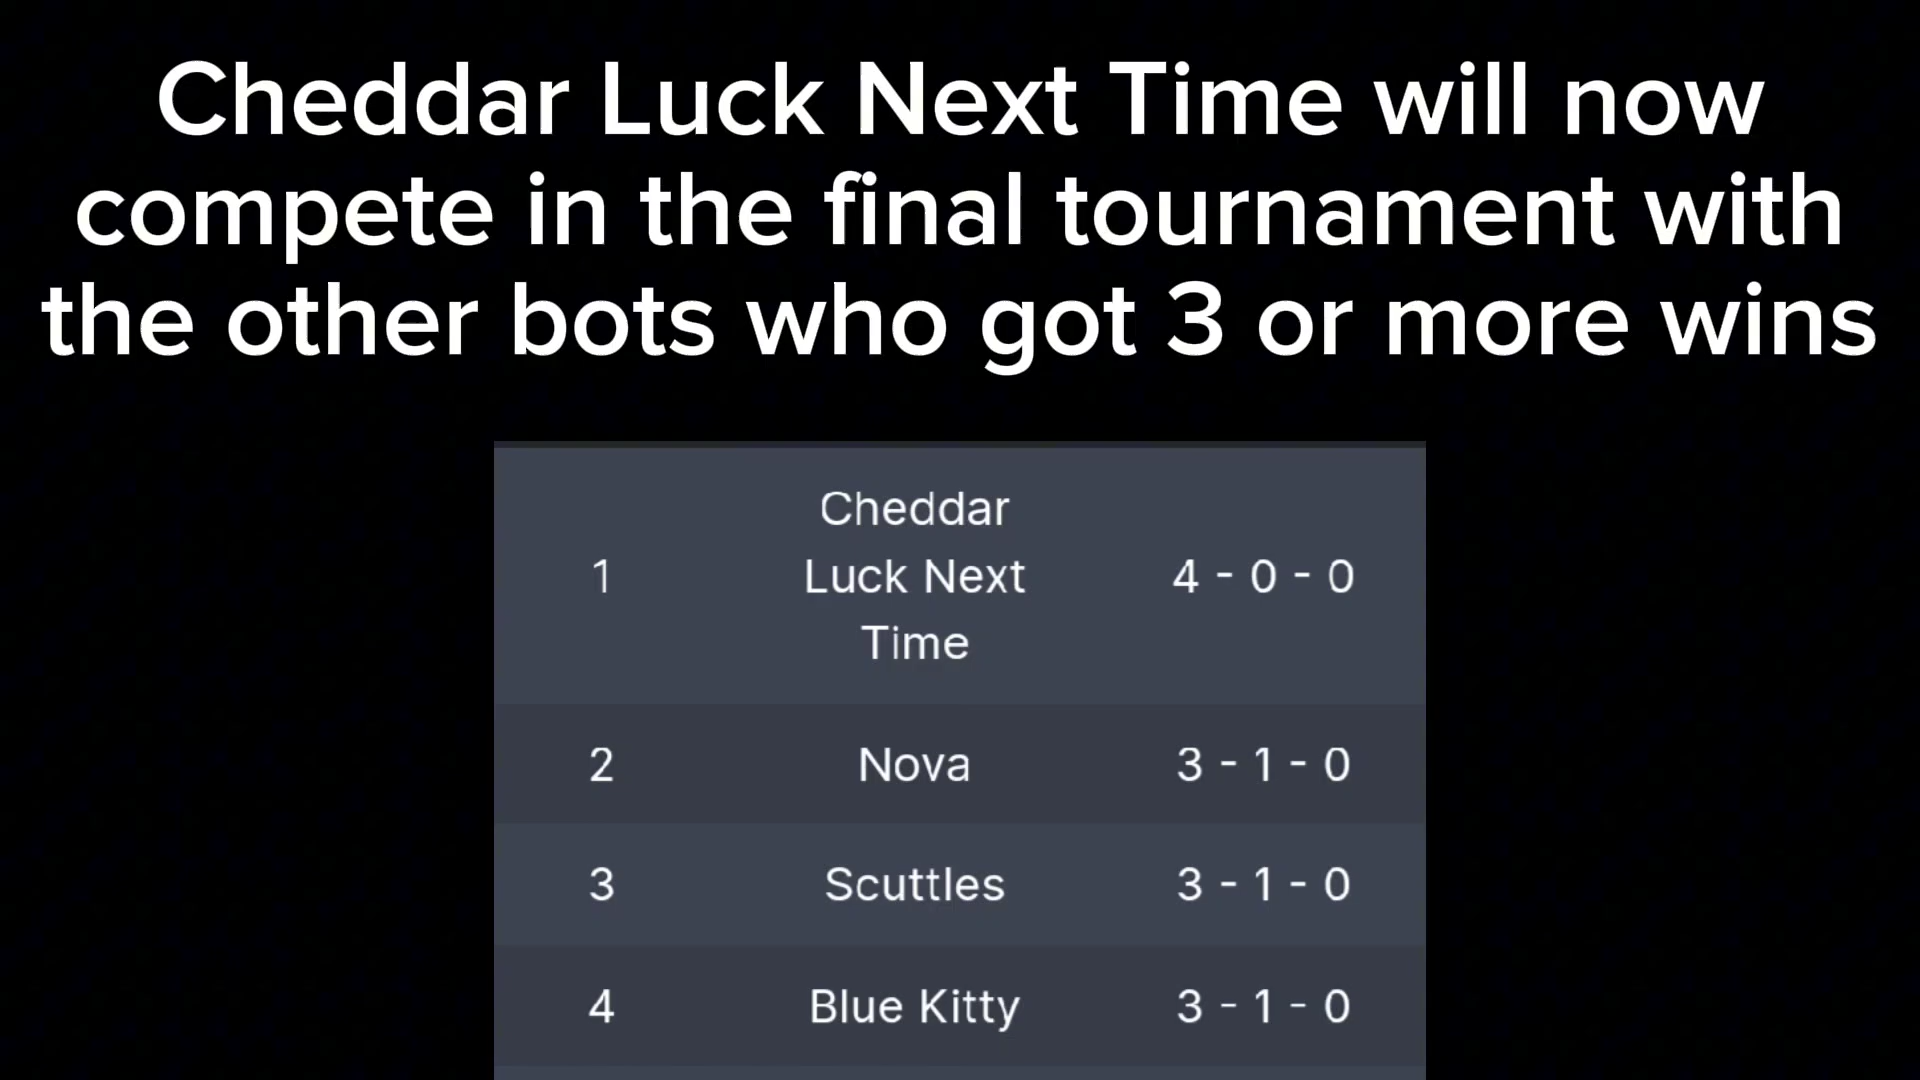 Cheddar Luck Next Time will now
compete in the final tournament with
the other bots who got 3 or more wins
Cheddar
1 Luck Next 4 - 0 - 0
Time
2 Nova 3 - 1 - 0
3 Scuttles 3 - 1 - 0
4 Blue Kitty 3 - 1 - 0